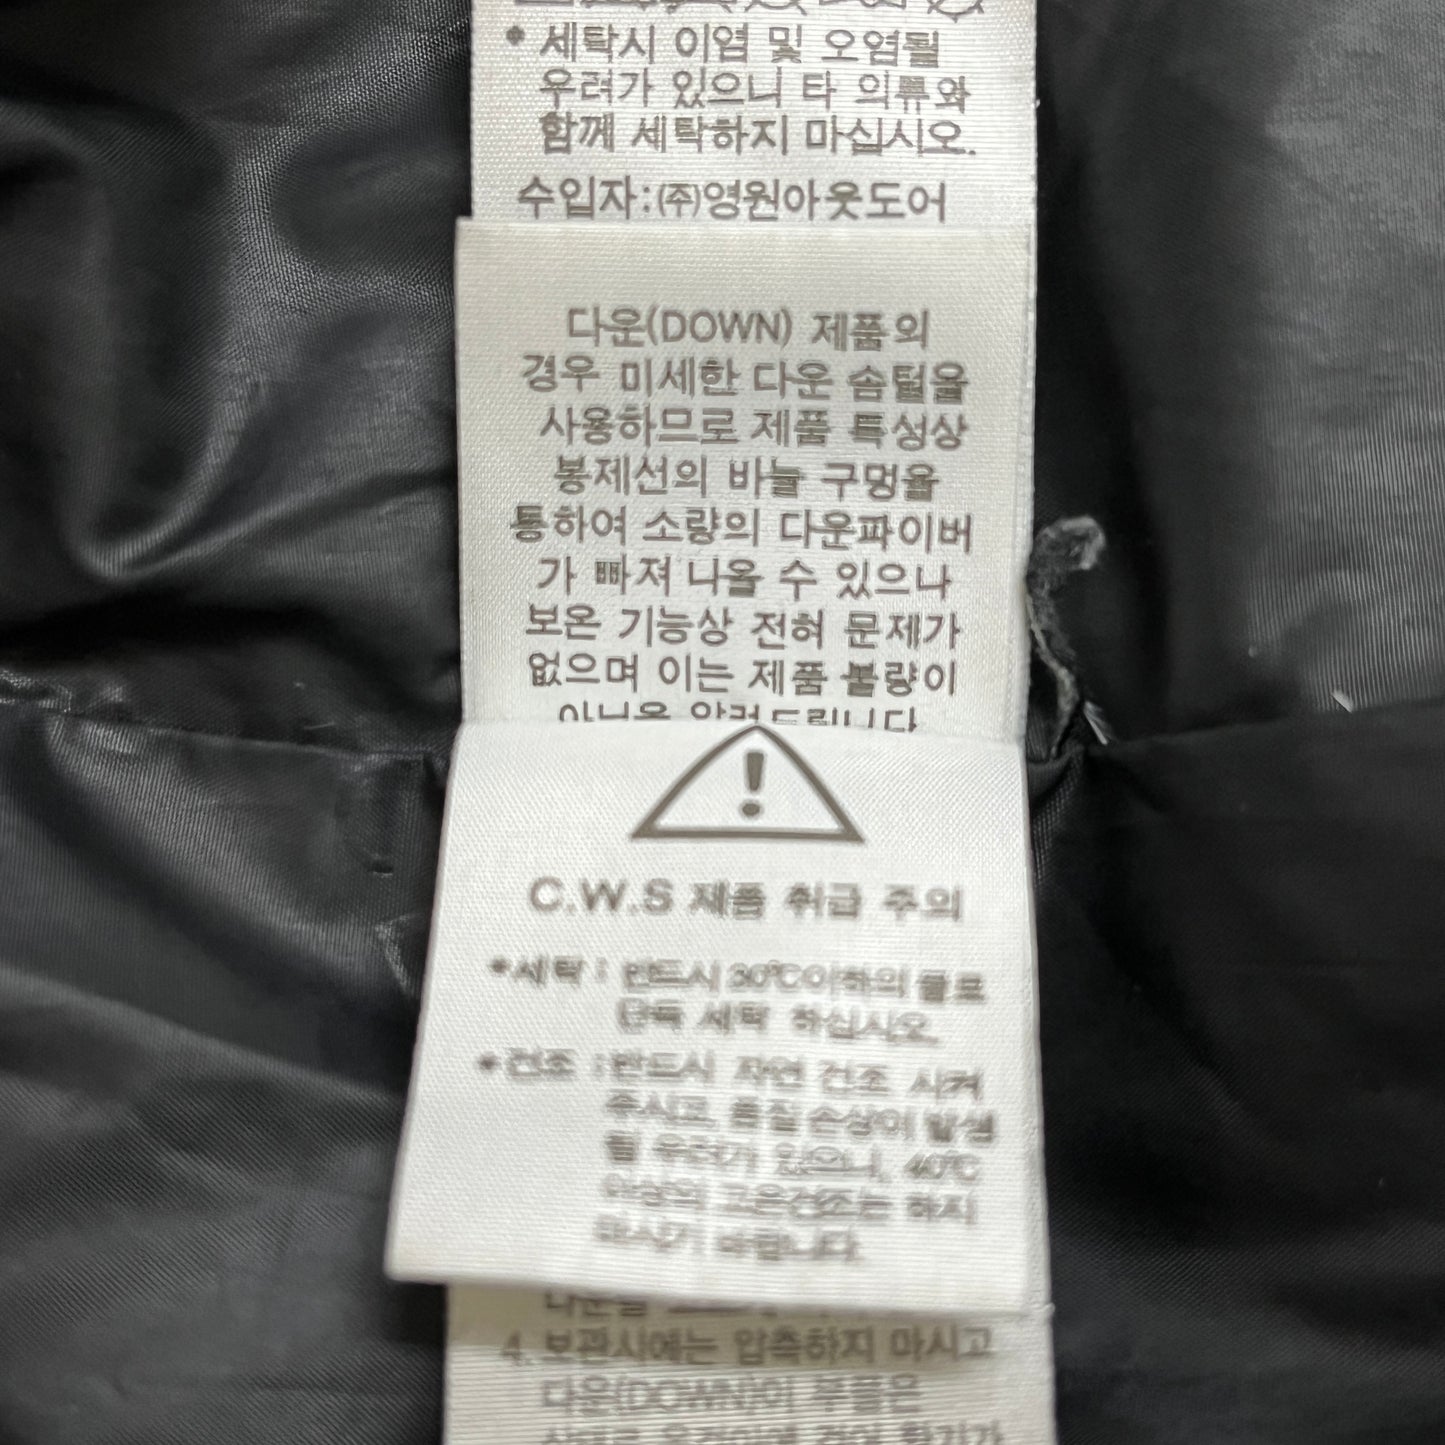 * 세탁시 이염 및 오염될
우려가 있으니 타 의류와
함께 세탁하지 마십시오.
수입자:(주)영원아웃도어
다운(DOWN) 제품의
경우 미세한 다운 솜털을
사용하므로 제품 특성상
봉제선의 바늘 구멍을
통하여 소량의 다운파이버
가 빠져 나올 수 있으나
보온 기능상 전혀 문제가
없으며 이는 제품 불량이
아님을 알려드립니다
!
C.W.S 제품 취급 주의
*세탁 : 반드시 30℃이하의 물로
단독 세탁 하십시오.
*건조 : 반드시 자연 건조 시켜
주시고 품질손상이 발생
될 우려가 있으니, 40℃
이상의 고온건조는 하지
마시기 바랍니다.
4. 보관시에는 압축하지 마시고
다운(DOWN)이 부풀은